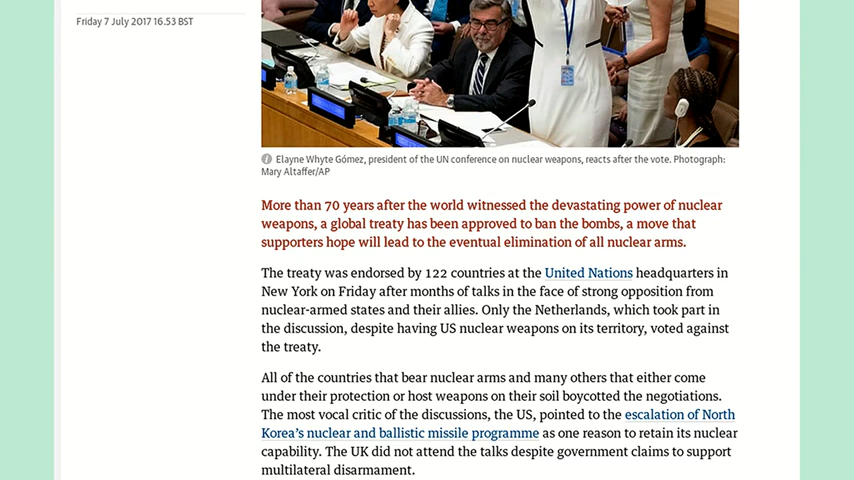 Friday 7 July 2017 16.53 BST
Elayne Whyte Gómez, president of the UN conference on nuclear weapons, reacts after the vote. Photograph:
Mary Altaffer/AP
More than 70 years after the world witnessed the devastating power of nuclear
weapons, a global treaty has been approved to ban the bombs, a move that
supporters hope will lead to the eventual elimination of all nuclear arms.
The treaty was endorsed by 122 countries at the United Nations headquarters in
New York on Friday after months of talks in the face of strong opposition from
nuclear-armed states and their allies. Only the Netherlands, which took part in
the discussion, despite having US nuclear weapons on its territory, voted against
the treaty.
All of the countries that bear nuclear arms and many others that either come
under their protection or host weapons on their soil boycotted the negotiations.
The most vocal critic of the discussions, the US, pointed to the escalation of North
Korea’s nuclear and ballistic missile programme as one reason to retain its nuclear
capability. The UK did not attend the talks despite government claims to support
multilateral disarmament.